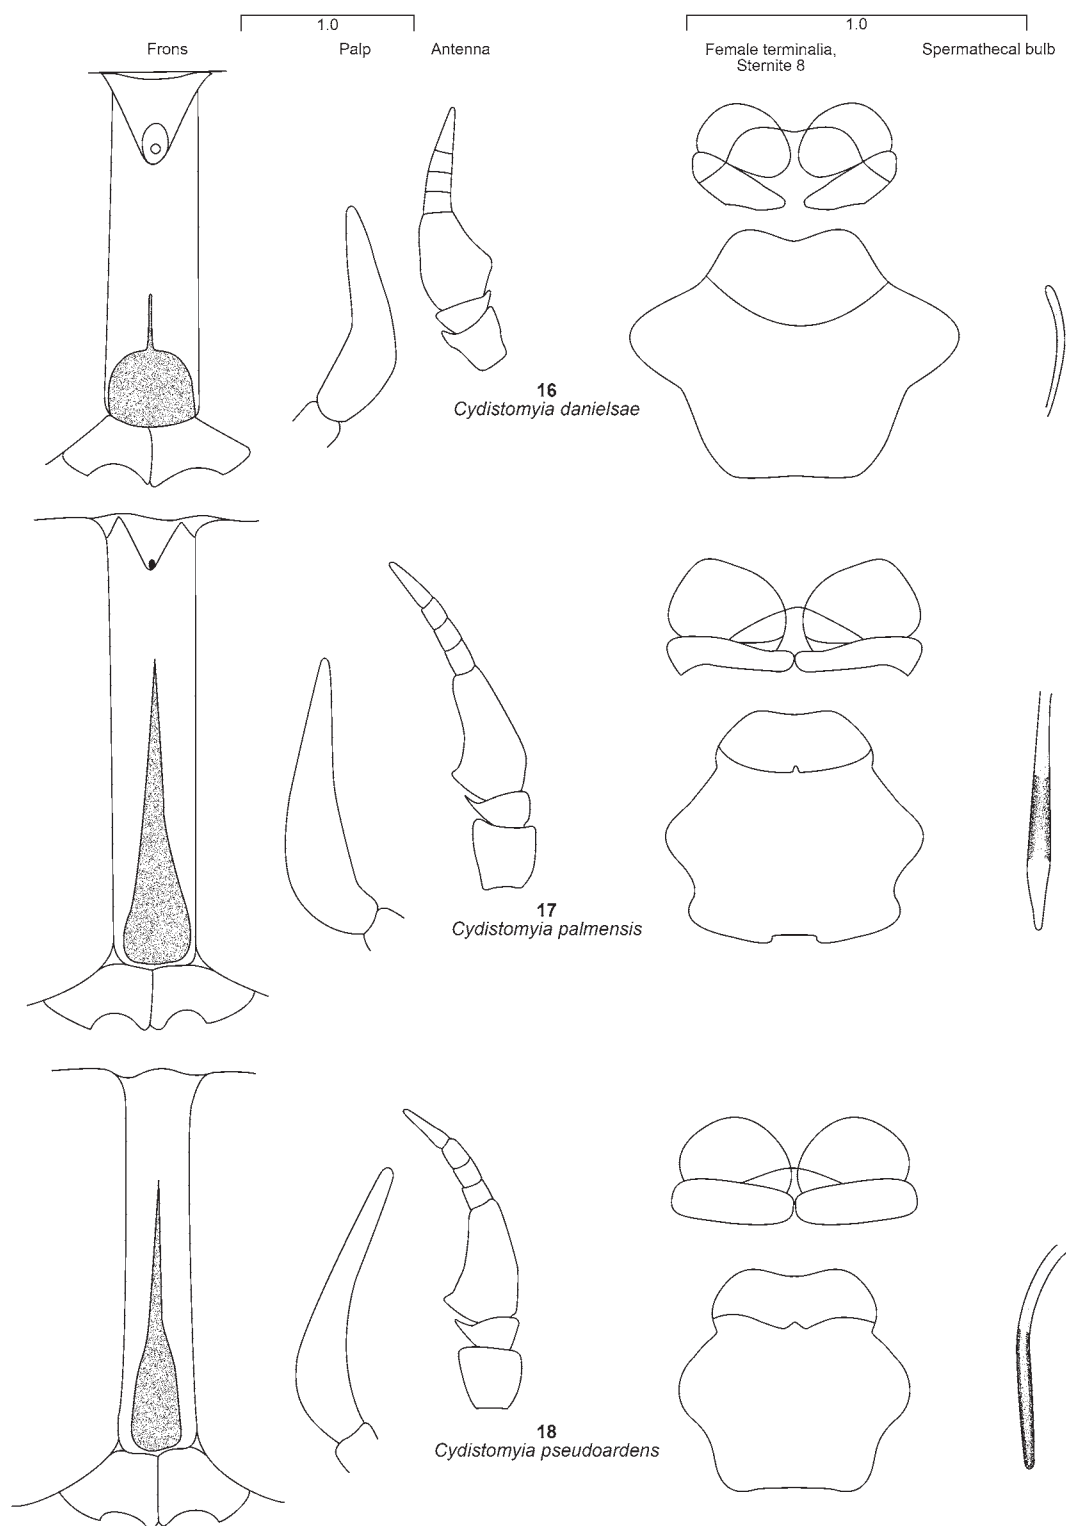 1.0
1.0
Frons
Palp
Antenna
Female terminalia,
Sternite 8
Spermathecal bulb
16
Cydistomyia danielsae
17
Cydistomyia palmensis
18
Cydistomyia pseudoardens